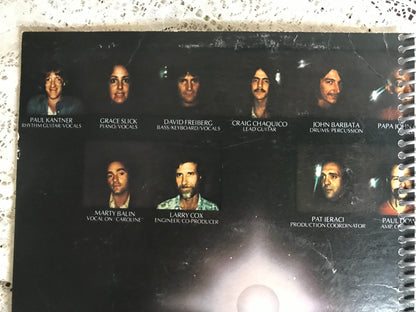 PAUL KANTNER
RHYTHM GUITAR/VOCALS
GRACE SLICK
PIANO/VOCALS
DAVID FREIBERG
BASS/KEYBOARD/VOCALS
CRAIG CHAQUICO
LEAD GUITAR
JOHN BARBATA
DRUMS/PERCUSSION
PAPA JOHN
MARTY BALIN
VOCAL ON "CAROLINE"
LARRY COX
ENGINEER/CO-PRODUCER
PAT IERACI
PRODUCTION COORDINATOR
PAUL
AMP